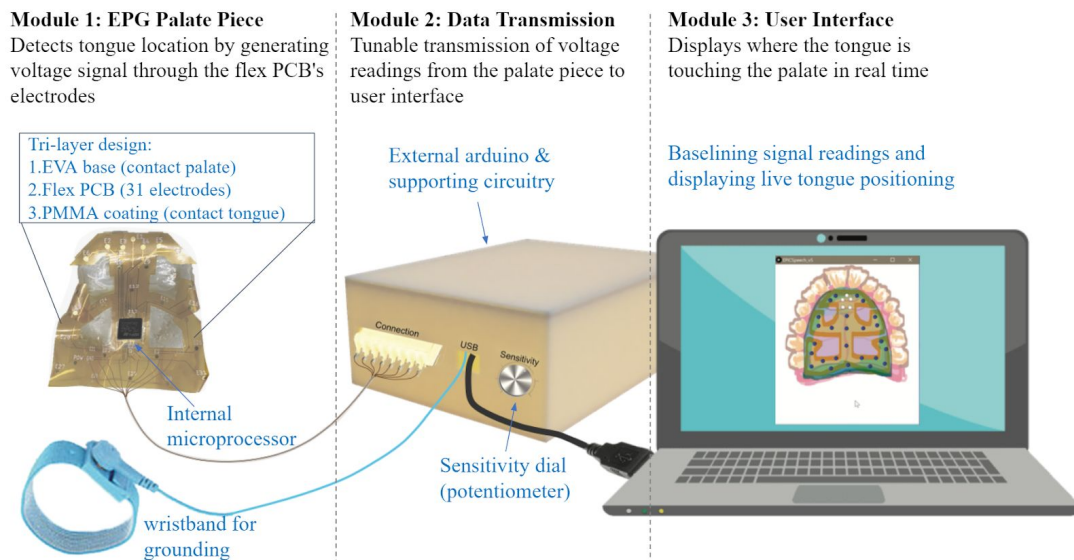 Module 1: EPG Palate Piece
Detects tongue location by generating
voltage signal through the flex PCB's
electrodes
Tri-layer design:
1.EVA base (contact palate)
2.Flex PCB (31 electrodes)
3.PMMA coating (contact tongue)
Internal
microprocessor
wristband for
grounding
Module 2: Data Transmission
Tunable transmission of voltage
readings from the palate piece to
user interface
External arduino &
supporting circuitry
Connection
USB
Sensitivity
Sensitivity dial
(potentiometer)
Module 3: User Interface
Displays where the tongue is
touching the palate in real time
Baselining signal readings and
displaying live tongue positioning